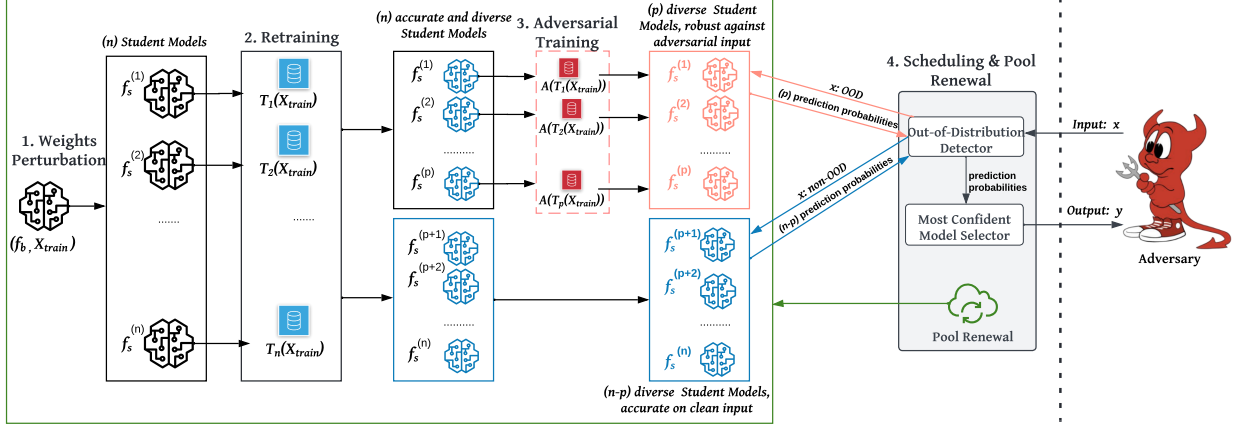 1. Weights
Perturbation
(f_b, X_train)
(n) Student Models
f_s^(1)
f_s^(2)
.......
f_s^(n)
2. Retraining
T_1(X_train)
T_2(X_train)
.......
T_n(X_train)
(n) accurate and diverse
Student Models
f_s^(1)
f_s^(2)
..........
f_s^(p)
f_s^(p+1)
f_s^(p+2)
..........
f_s^(n)
3. Adversarial
Training
A(T_1(X_train))
A(T_2(X_train))
..........
A(T_p(X_train))
(p) diverse Student
Models, robust against
adversarial input
f_s^(1)
f_s^(2)
..........
f_s^(p)
f_s^(p+1)
f_s^(p+2)
..........
f_s^(n)
(n-p) diverse Student Models,
accurate on clean input
x: OOD
(p) prediction probabilities
x: non-OOD
(n-p) prediction probabilities
4. Scheduling & Pool
Renewal
Out-of-Distribution
Detector
prediction
probabilities
Most Confident
Model Selector
Pool Renewal
Input: x
Output: y
Adversary